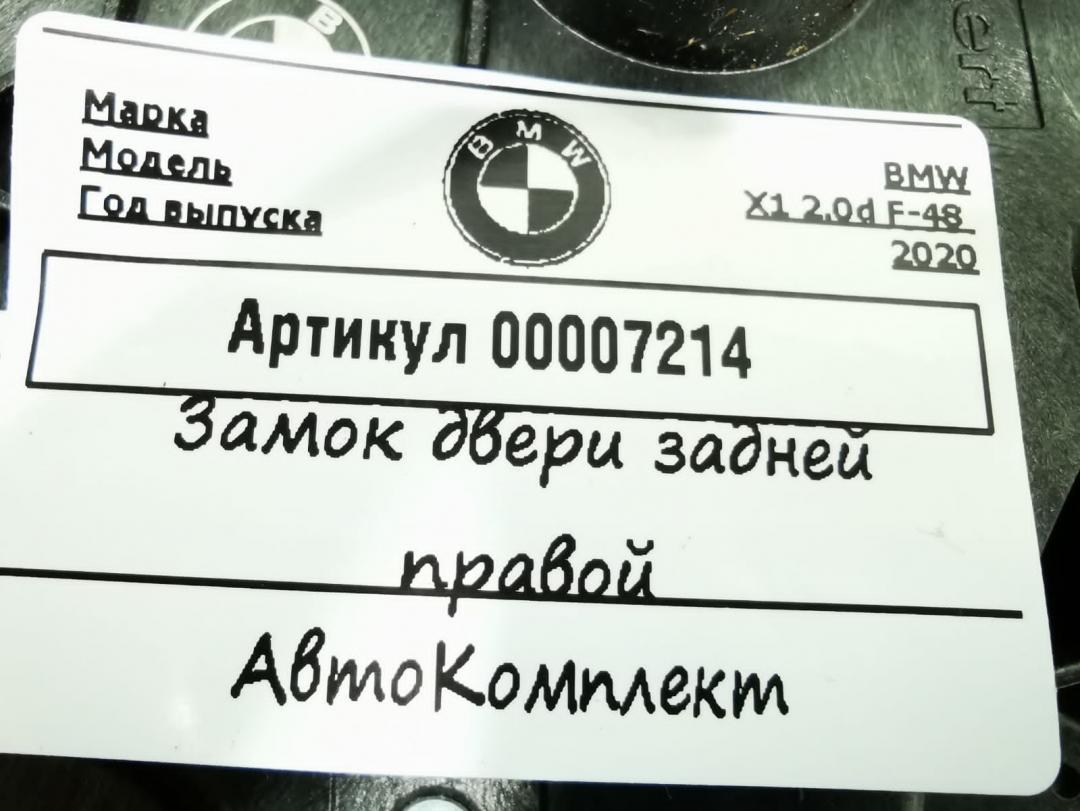 Марка
Модель
Год выпуска
BMW
BMW
X1 2.0d F-48
2020
Артикул 00007214
Замок двери задней
правой
АвтоКомплект